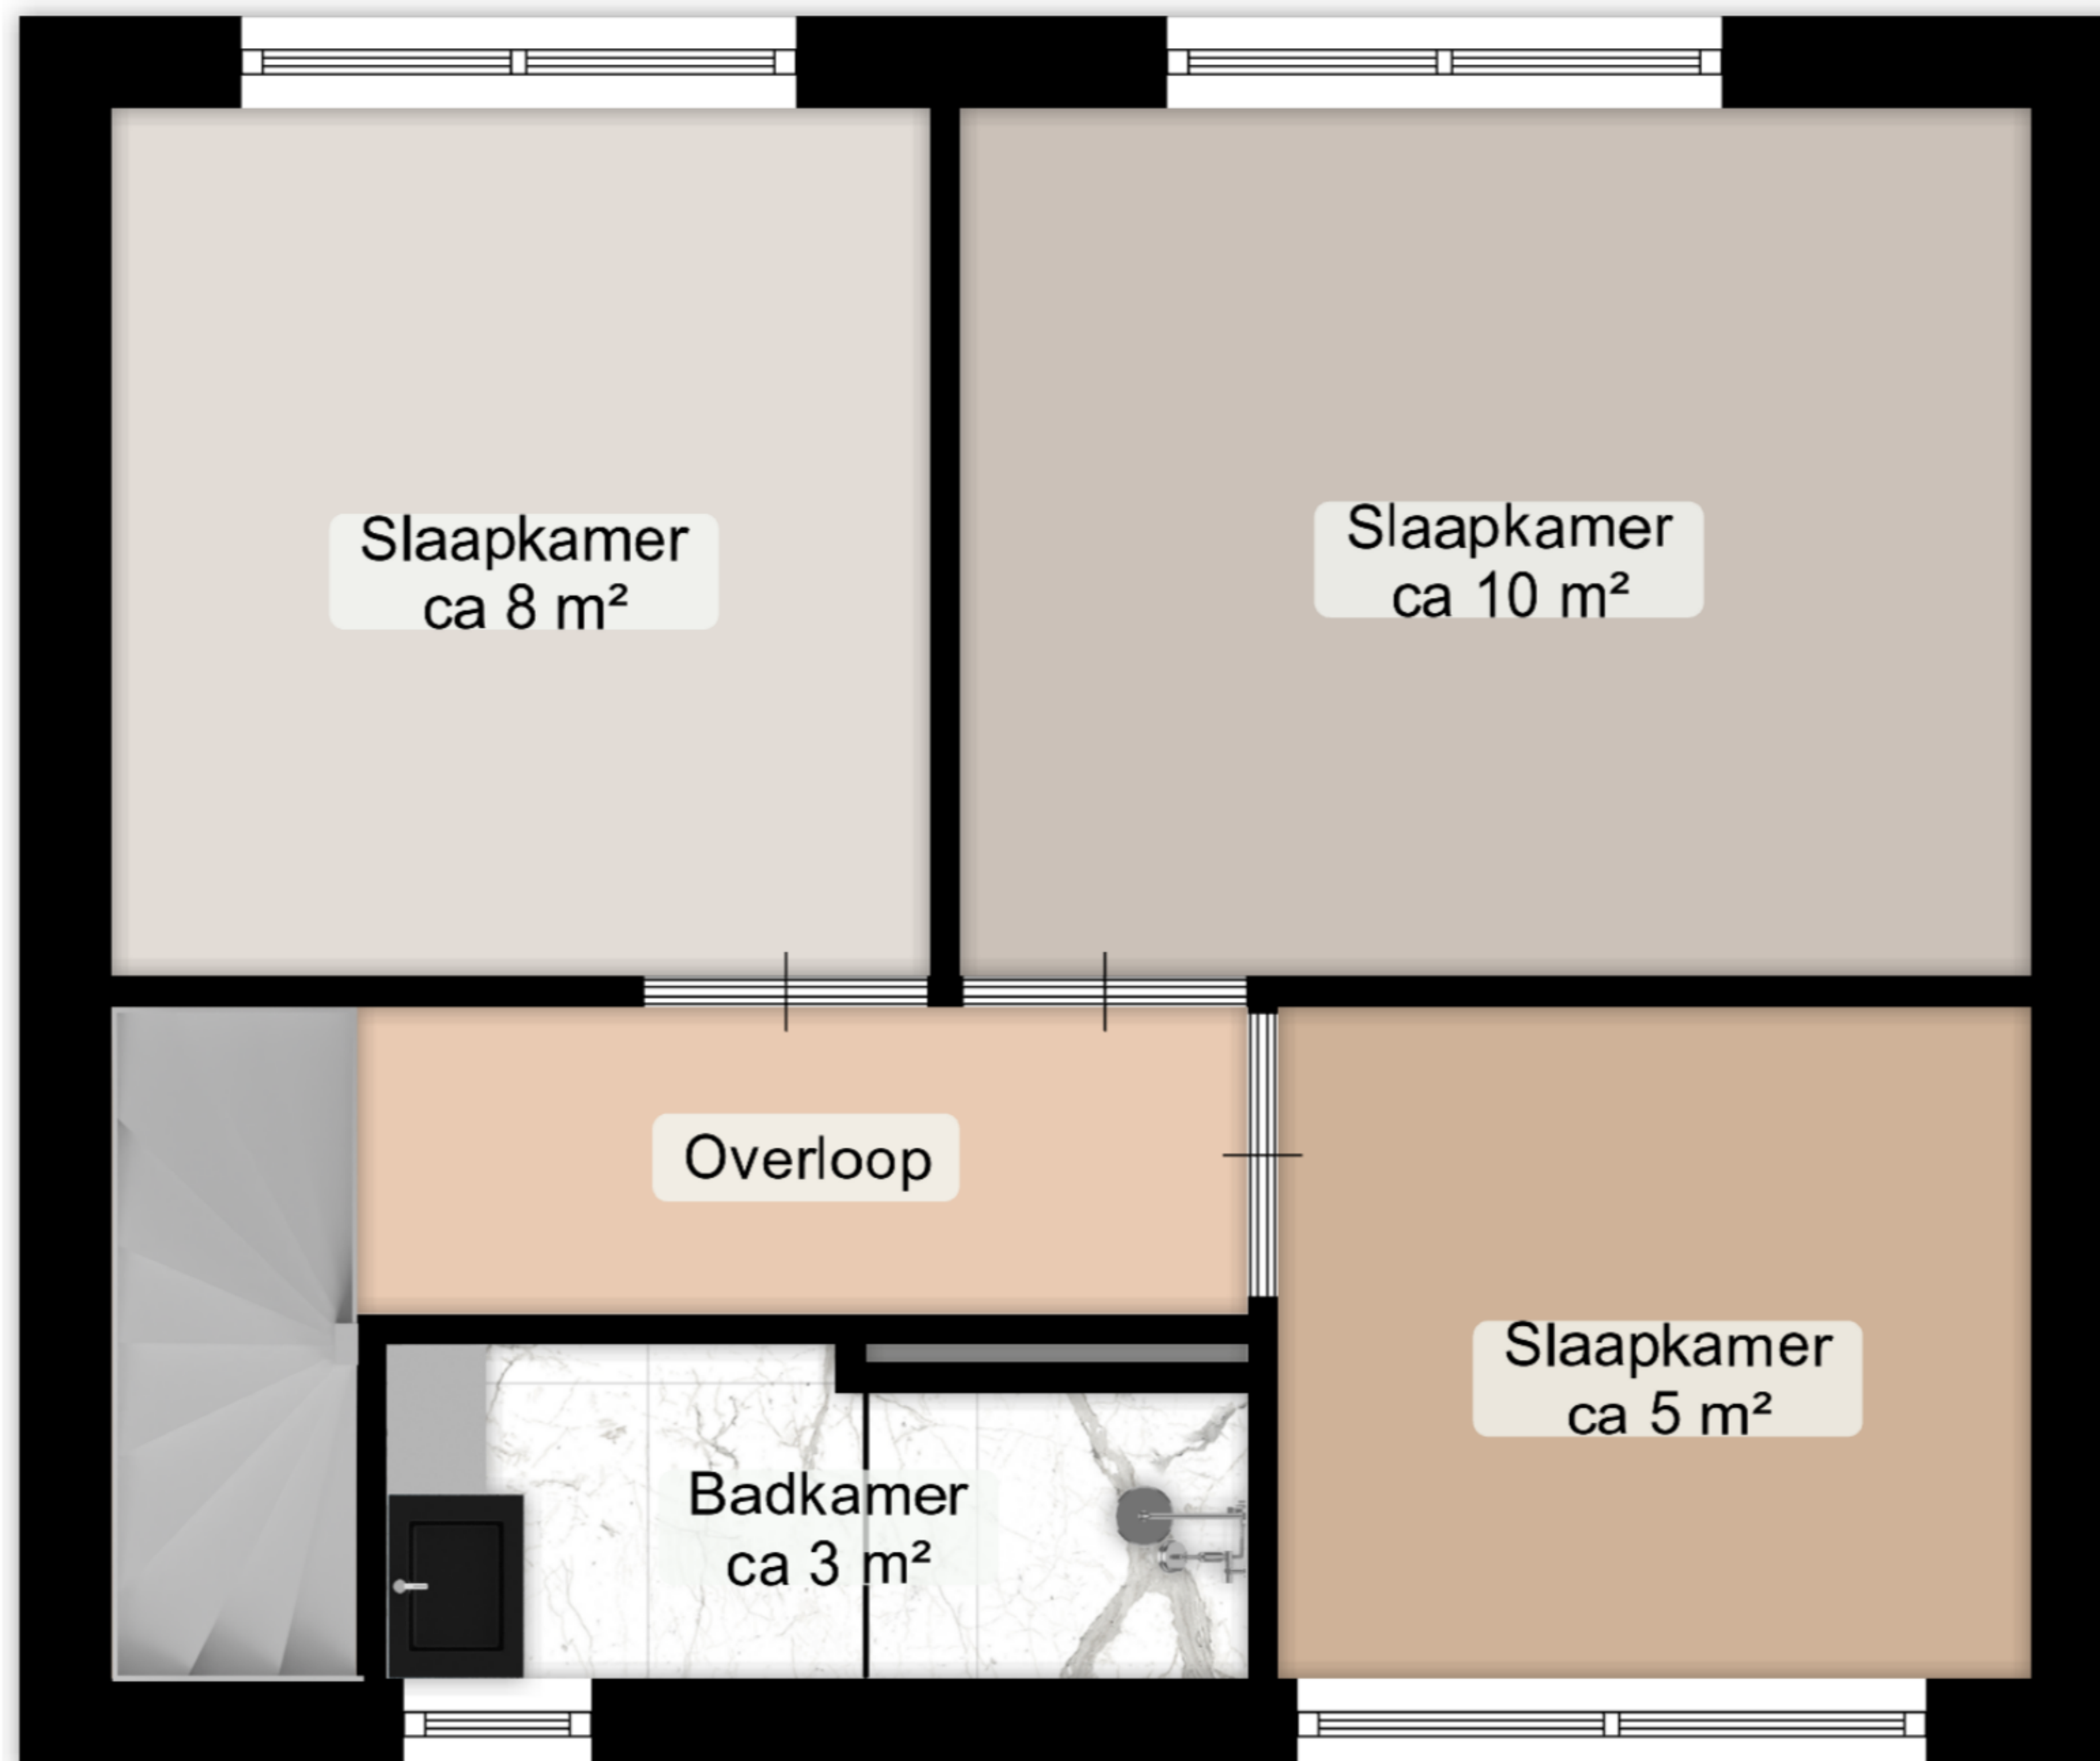 Slaapkamer
ca 8 m²
Slaapkamer
ca 10 m²
Overloop
Slaapkamer
ca 5 m²
Badkamer
ca 3 m²